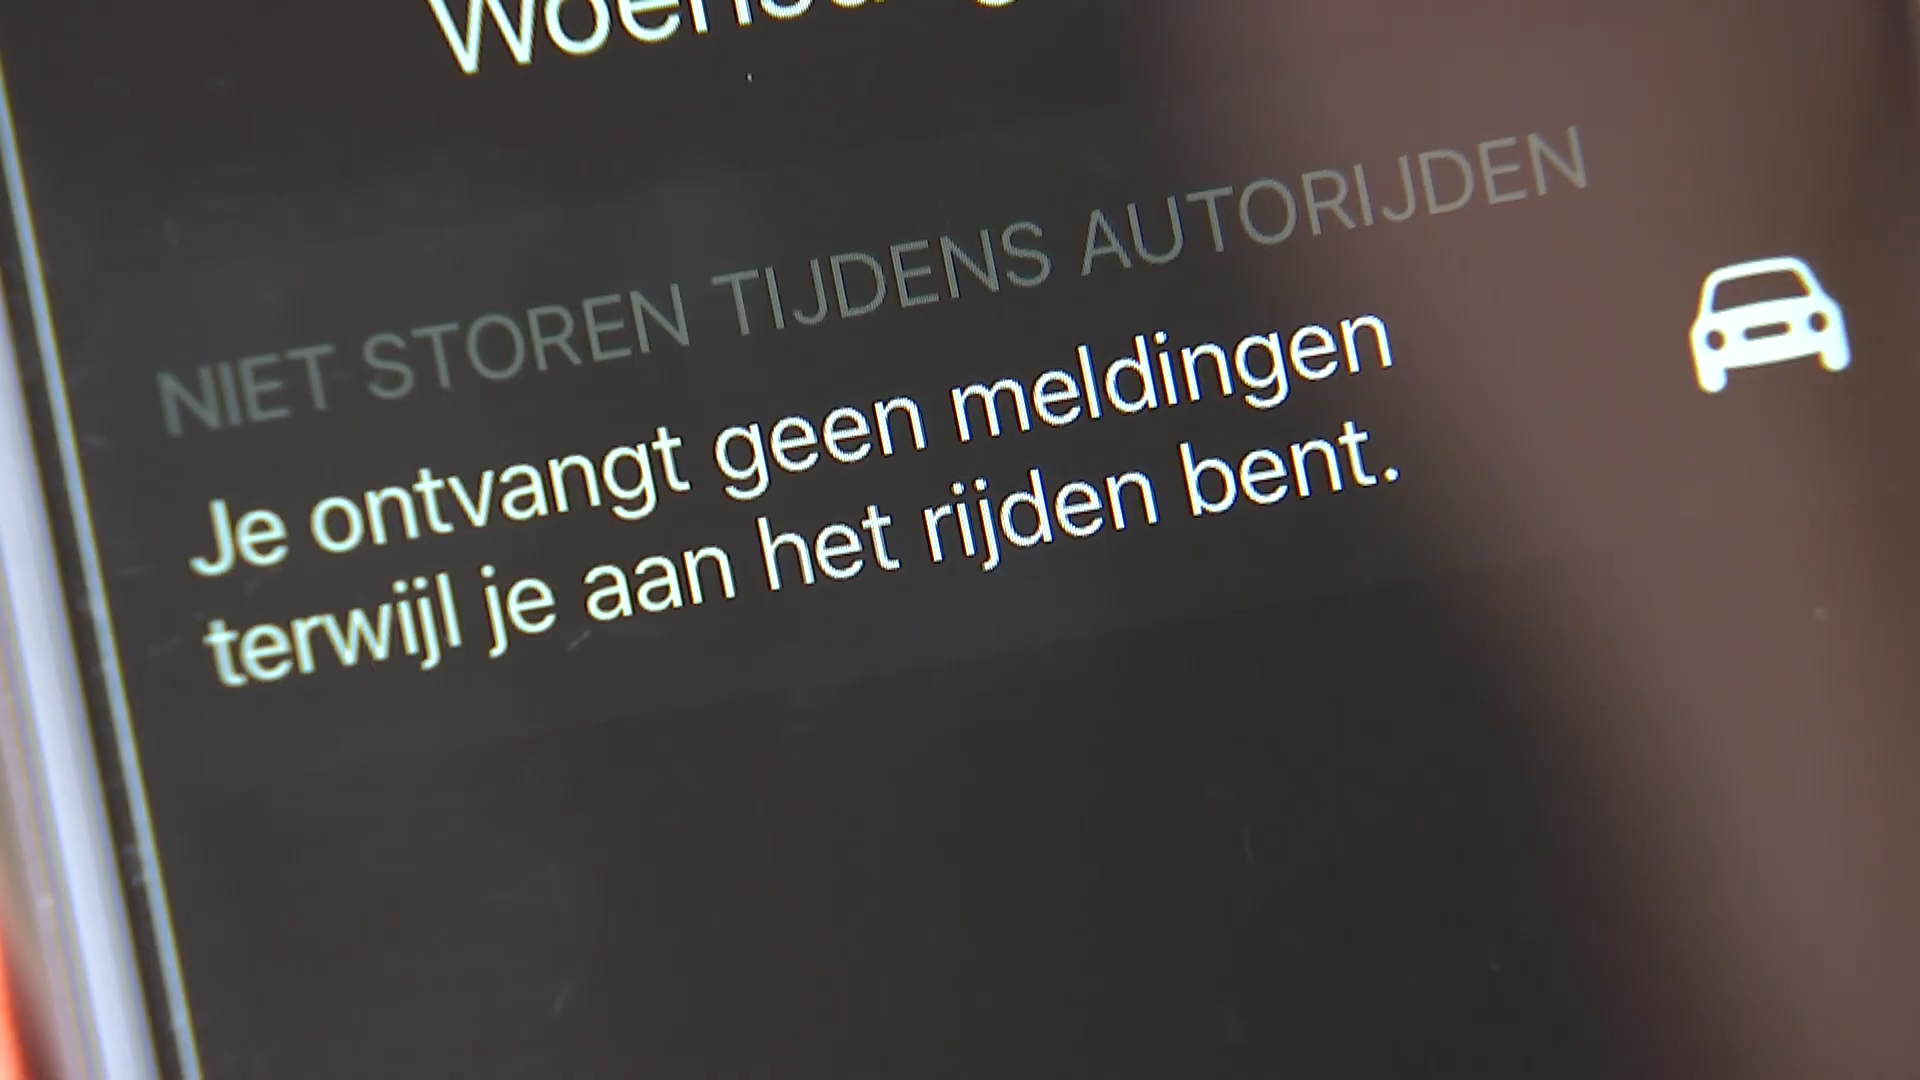 NIET STOREN TIJDENS AUTORIJDEN
Je ontvangt geen meldingen
terwijl je aan het rijden bent.